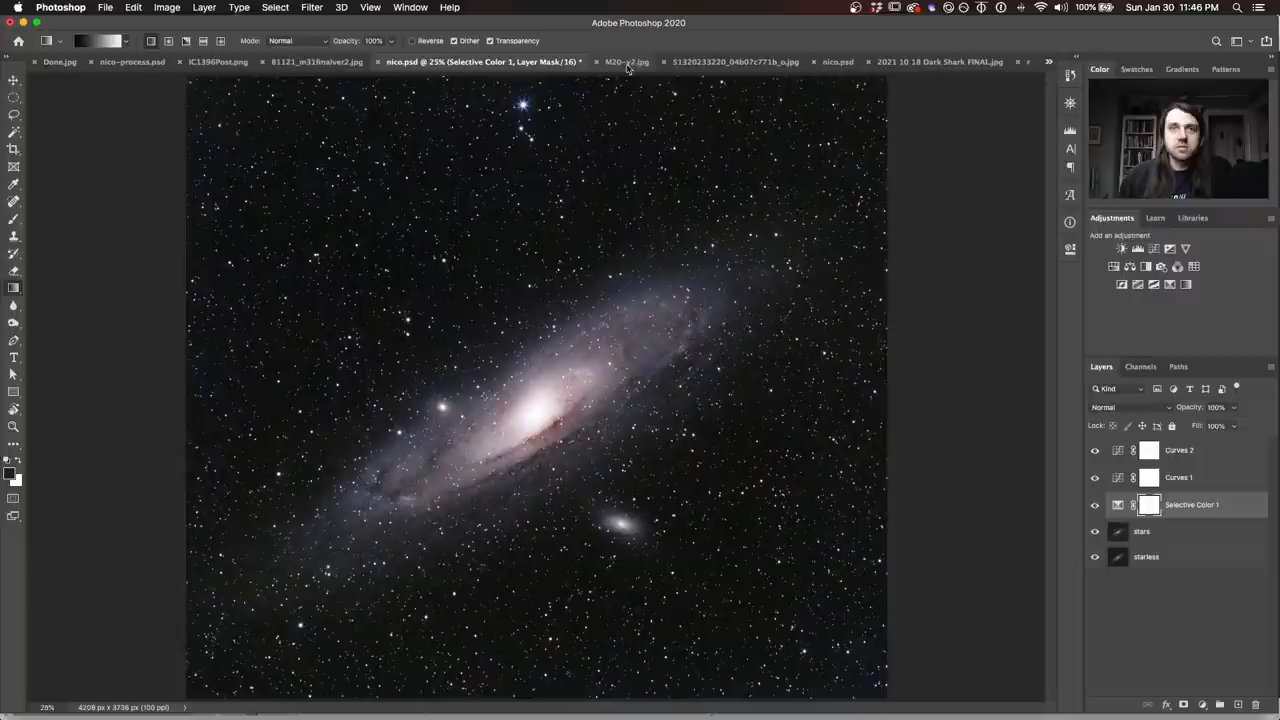 Photoshop File Edit Image Layer Type Select Filter 3D View Window Help 100% Sun Jan 30 11:46 PM
Adobe Photoshop 2020
Mode: Normal Opacity: 100% Reverse Dither Transparency
Done.jpg nico-process.psd IC1396Post.png 81121_m31finalver2.jpg nico.psd @ 25% (Selective Color 1, Layer Mask/16) * M20-v2.jpg 51320233220_04b07c771b_o.jpg nico.psd 2021 10 18 Dark Shark FINAl.jpg
Color Swatches Gradients Patterns
Adjustments Learn Libraries
Add an adjustment
Layers Channels Paths
Kind
Normal Opacity: 100%
Lock: Fill: 100%
Curves 2
Curves 1
Selective Color 1
stars
starless
25% 4208 px x 3736 px (100 ppi)